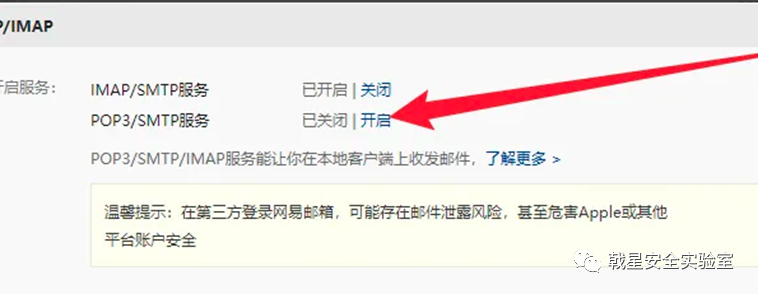 P/IMAP
开启服务：
IMAP/SMTP服务 已开启 | 关闭
POP3/SMTP服务 已关闭 | 开启
POP3/SMTP/IMAP服务能让你在本地客户端上收发邮件，了解更多 >
温馨提示：在第三方登录网易邮箱，可能存在邮件泄露风险，甚至危害Apple或其他
平台账户安全
戟星安全实验室